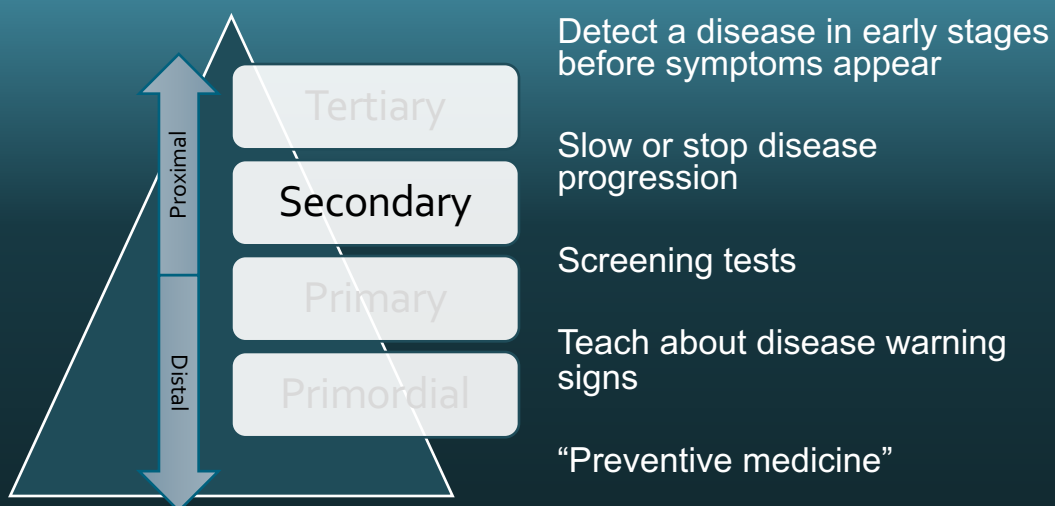 Proximal
Distal
Tertiary
Secondary
Primary
Primordial
Detect a disease in early stages
before symptoms appear
Slow or stop disease
progression
Screening tests
Teach about disease warning
signs
“Preventive medicine”